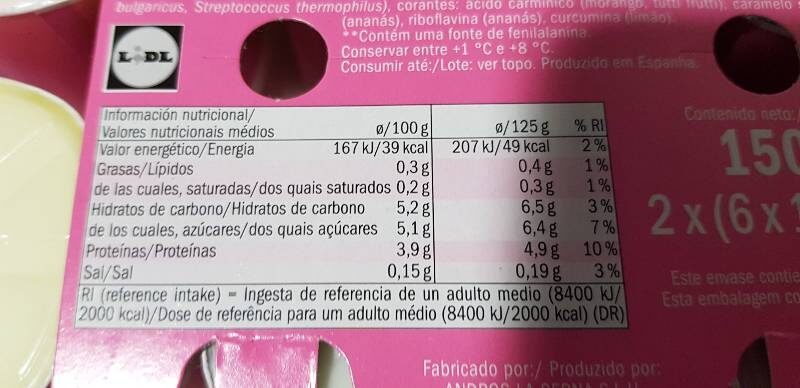 bulgaricus, Streptococcus thermophilus), corantes: ácido carmínico (morango, tutti frutti), caramelo
(ananás), riboflavina (ananás), curcumina (limão).
**Contém uma fonte de fenilalanina.
Conservar entre +1 °C e +8 °C.
Consumir até:/Lote: ver topo. Produzido em Espanha.
LIDL
Información nutricional/
Valores nutricionais médios ø/100 g ø/125 g % RI
Valor energético/Energia 167 kJ/39 kcal 207 kJ/49 kcal 2%
Grasas/Lípidos 0,3 g 0,4 g 1%
de las cuales, saturadas/dos quais saturados 0,2 g 0,3 g 1%
Hidratos de carbono/Hidratos de carbono 5,2 g 6,5 g 3%
de los cuales, azúcares/dos quais açúcares 5,1 g 6,4 g 7%
Proteínas/Proteínas 3,9 g 4,9 g 10%
Sal/Sal 0,15 g 0,19 g 3%
RI (reference intake) = Ingesta de referencia de un adulto medio (8400 kJ/
2000 kcal)/Dose de referência para um adulto médio (8400 kJ/2000 kcal) (DR)
Contenido neto:
150
2 x (6 x
Este envase contie
Esta embalagem co
Fabricado por:/ Produzido por: